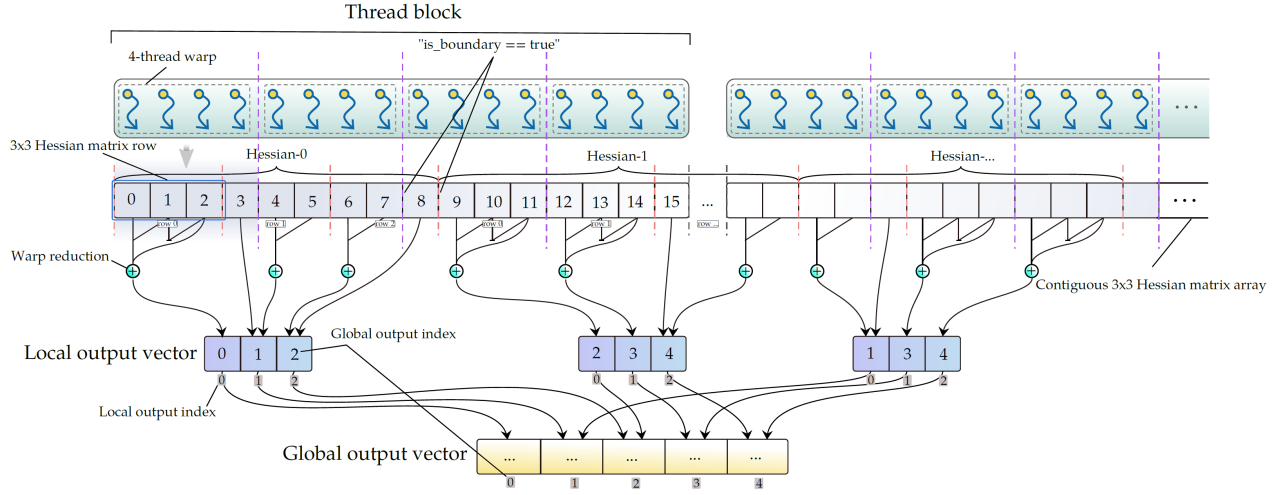 Thread block
"is_boundary == true"
4-thread warp
...
3x3 Hessian matrix row
Hessian-0
Hessian-1
Hessian-...
0 1 2 3 4 5 6 7 8 9 10 11 12 13 14 15 ... ...
row 0 row 1 row 2 row 0 row 1 row ...
Warp reduction
Contiguous 3x3 Hessian matrix array
Global output index
Local output vector
0 1 2 2 3 4 1 3 4
0 1 2 0 1 2 0 1 2
Local output index
Global output vector
... ... ... ... ...
0 1 2 3 4